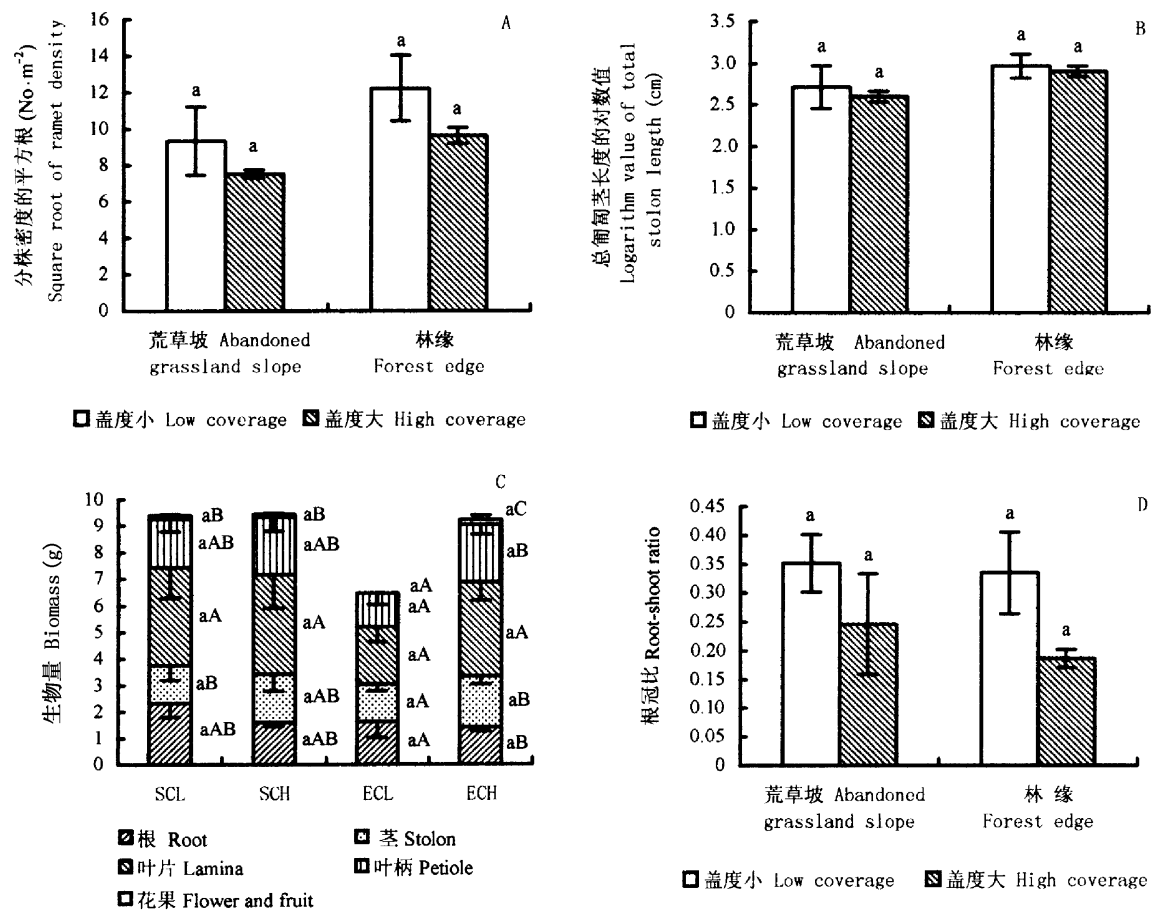 A
分株密度的平方根(No·m⁻²)
Square root of ramet density
16
14
12
10
8
6
4
2
0
a
a
a
a
荒草坡 Abandoned
grassland slope
林缘
Forest edge
盖度小 Low coverage
盖度大 High coverage
B
总匍匐茎长度的对数值
Logarithm value of total
stolon length (cm)
3.5
3.0
2.5
2.0
1.5
1.0
0.5
0
a
a
a
a
荒草坡 Abandoned
grassland slope
林缘
Forest edge
盖度小 Low coverage
盖度大 High coverage
C
生物量 Biomass (g)
10
9
8
7
6
5
4
3
2
1
0
aB
aAB
aA
aB
aAB
aB
aAB
aA
aAB
aAB
aA
aA
aA
aA
aA
aC
aB
aA
aB
aB
SCL
SCH
ECL
ECH
根 Root
茎 Stolon
叶片 Lamina
叶柄 Petiole
花果 Flower and fruit
D
根冠比 Root-shoot ratio
0.45
0.40
0.35
0.30
0.25
0.20
0.15
0.10
0.05
0.00
a
a
a
a
荒草坡 Abandoned
grassland slope
林 缘
Forest edge
盖度小 Low coverage
盖度大 High coverage